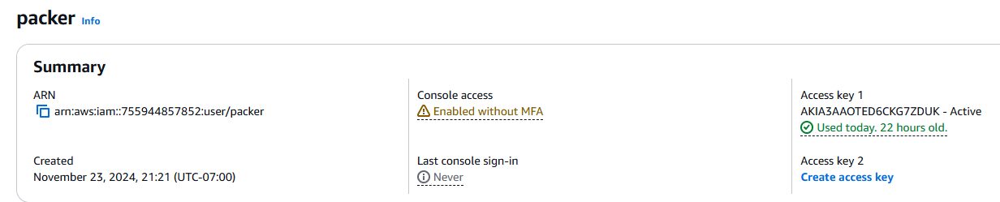 packer Info
Summary
ARN
arn:aws:iam::755944857852:user/packer
Console access
Enabled without MFA
Access key 1
AKIA3AAOTED6CKG7ZDUK - Active
Used today. 22 hours old.
Created
November 23, 2024, 21:21 (UTC-07:00)
Last console sign-in
Never
Access key 2
Create access key